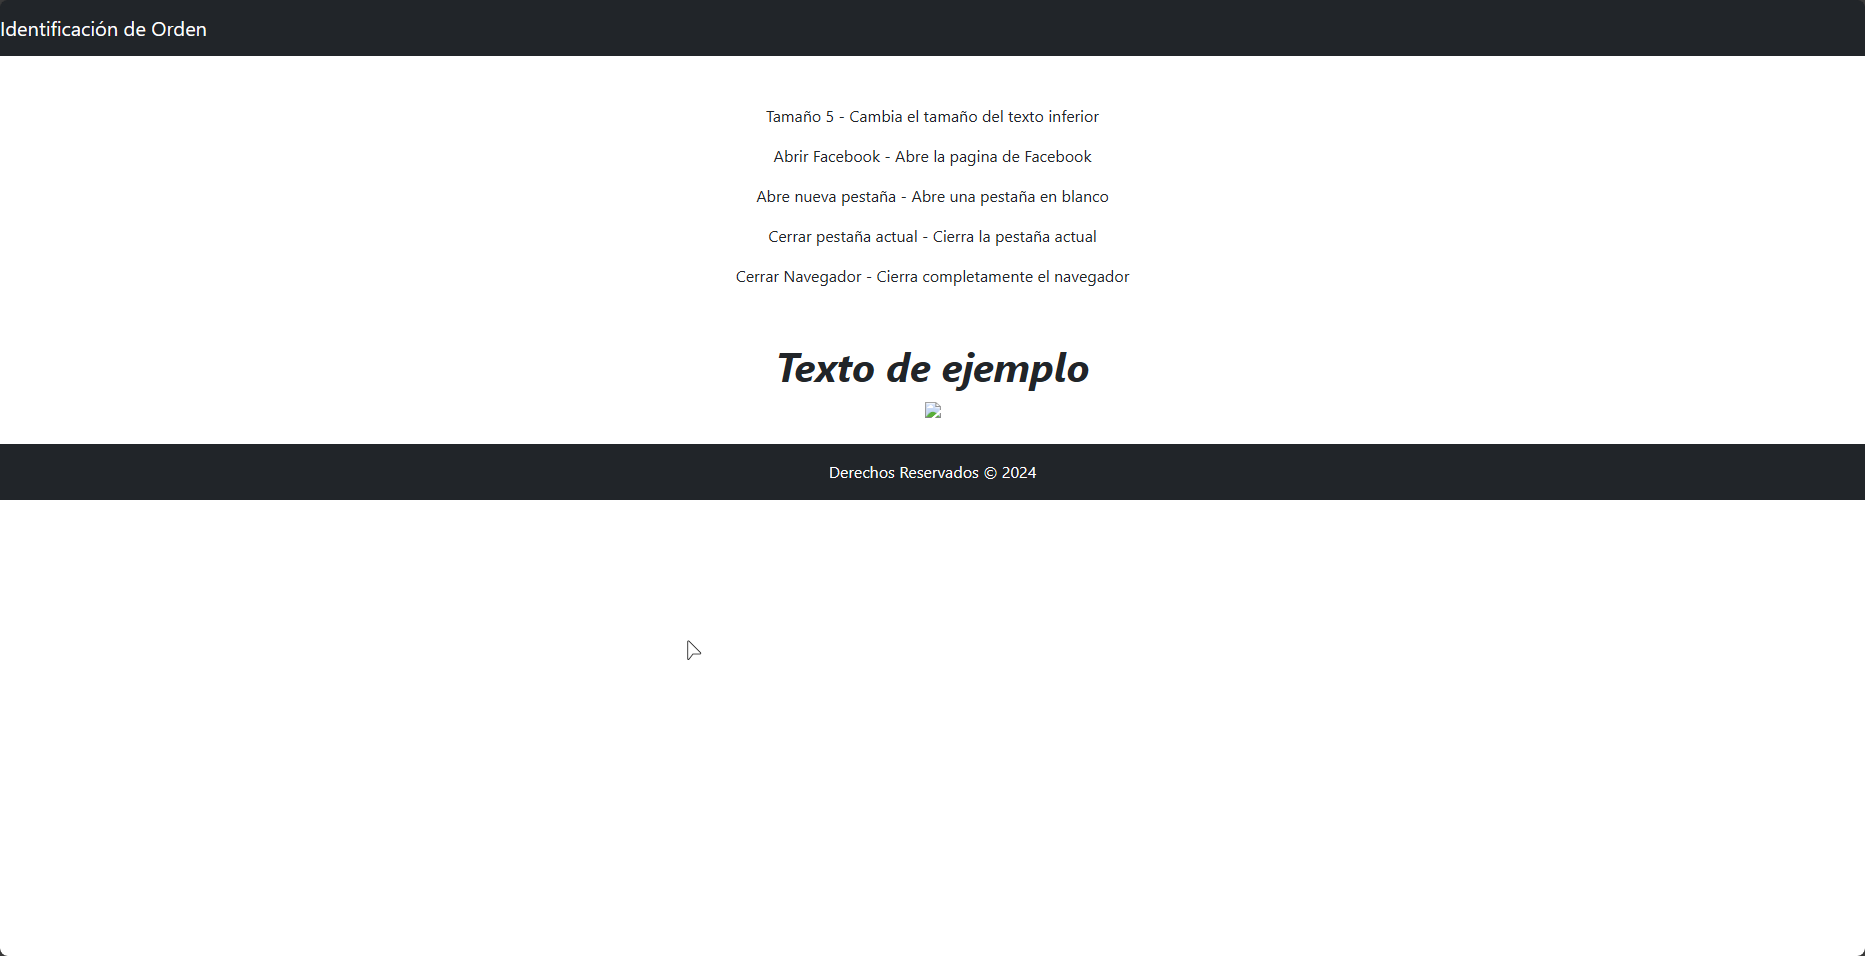 Identificación de Orden
Tamaño 5 - Cambia el tamaño del texto inferior
Abrir Facebook - Abre la pagina de Facebook
Abre nueva pestaña - Abre una pestaña en blanco
Cerrar pestaña actual - Cierra la pestaña actual
Cerrar Navegador - Cierra completamente el navegador
Texto de ejemplo
Derechos Reservados © 2024